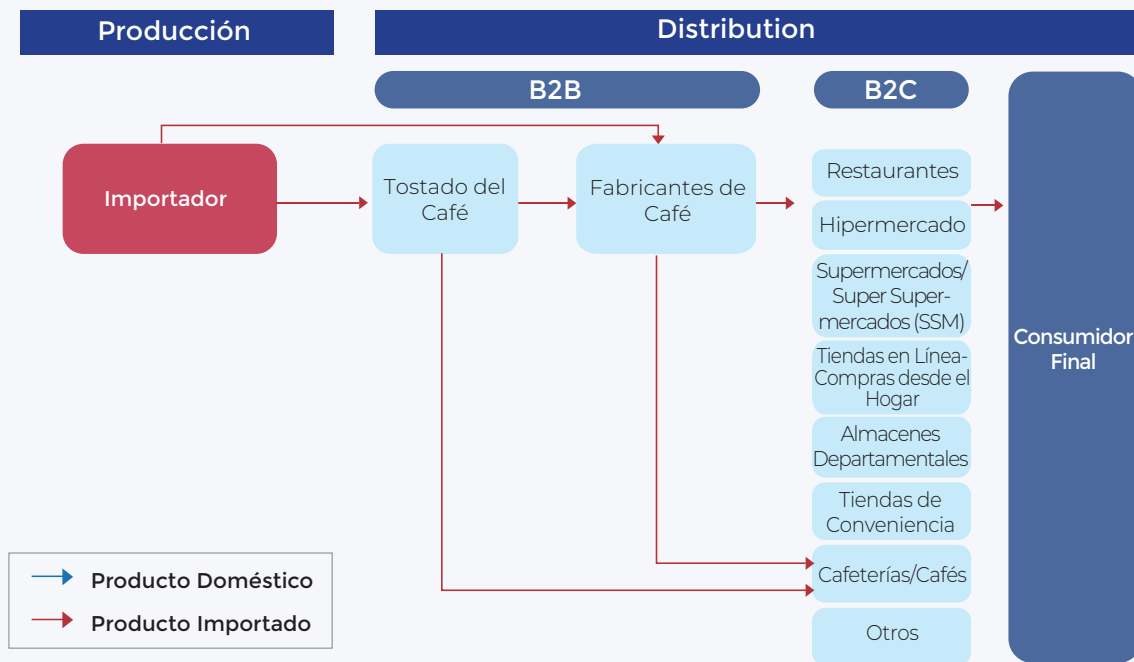 Producción
Distribution
B2B
B2C
Importador
Tostado del
Café
Fabricantes de
Café
Restaurantes
Hipermercado
Supermercados/
Super Super-
mercados (SSM)
Tiendas en Línea-
Compras desde el
Hogar
Almacenes
Departamentales
Tiendas de
Conveniencia
Cafeterías/Cafés
Otros
Consumidor
Final
Producto Doméstico
Producto Importado